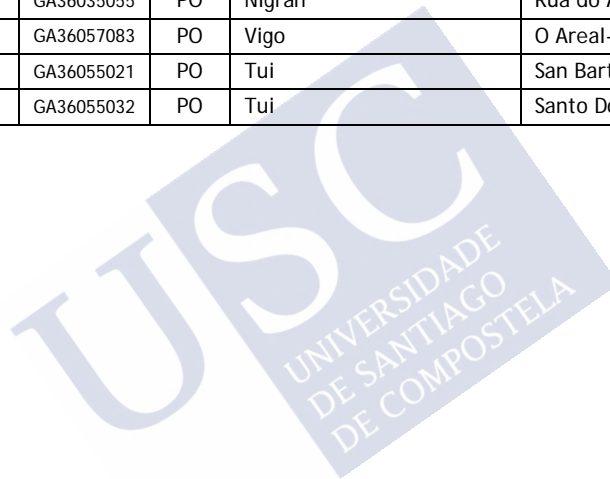 GA36035055 PO Nigrán Rúa do
GA36057083 PO Vigo O Areal-
GA36055021 PO Tui San Bart
GA36055032 PO Tui Santo Do
USC
UNIVERSIDADE
DE SANTIAGO
DE COMPOSTELA